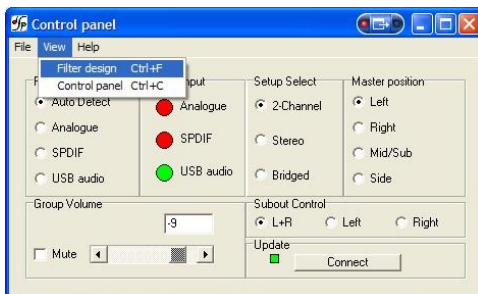 Control panel
File View Help
Filter design Ctrl+F
Control panel Ctrl+C
Setup Select
Master position
Auto Detect
Analogue
SPDIF
USB audio
Analogue
SPDIF
USB audio
2-Channel
Stereo
Bridged
Left
Right
Mid/Sub
Side
Group Volume
-9
Mute
Subout Control
L+R Left Right
Update
Connect